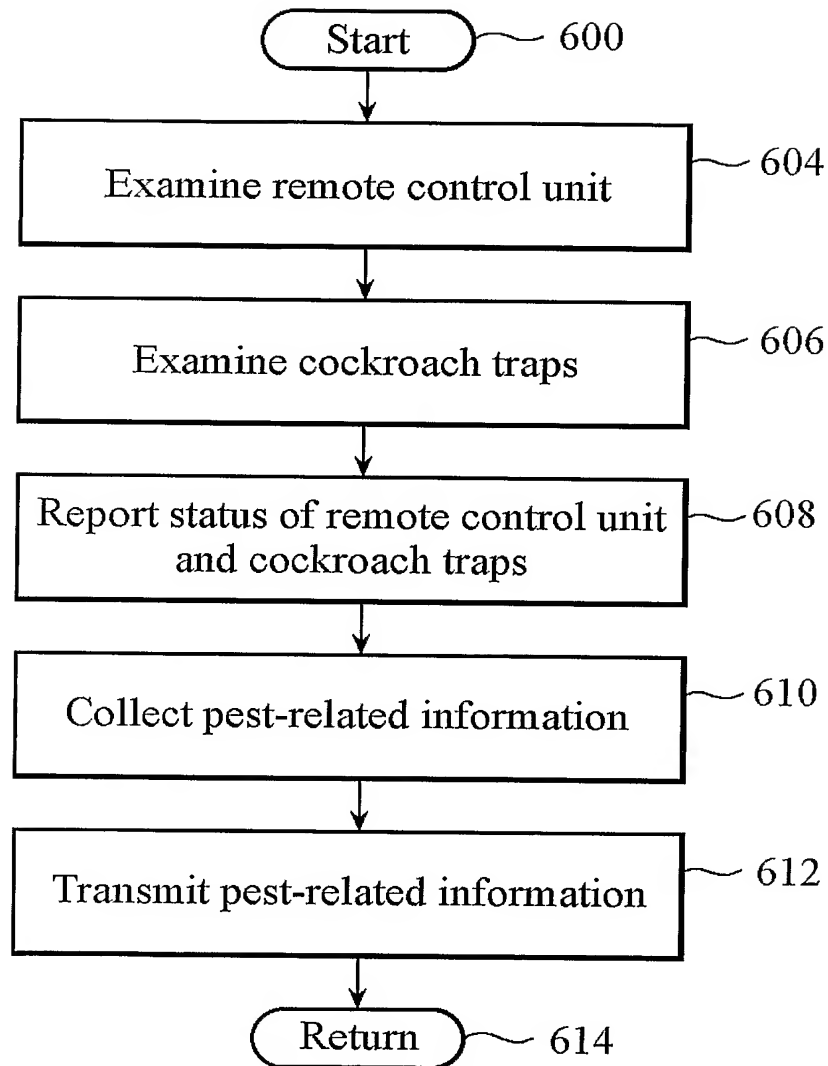 Start 600
Examine remote control unit 604
Examine cockroach traps 606
Report status of remote control unit
and cockroach traps 608
Collect pest-related information 610
Transmit pest-related information 612
Return 614